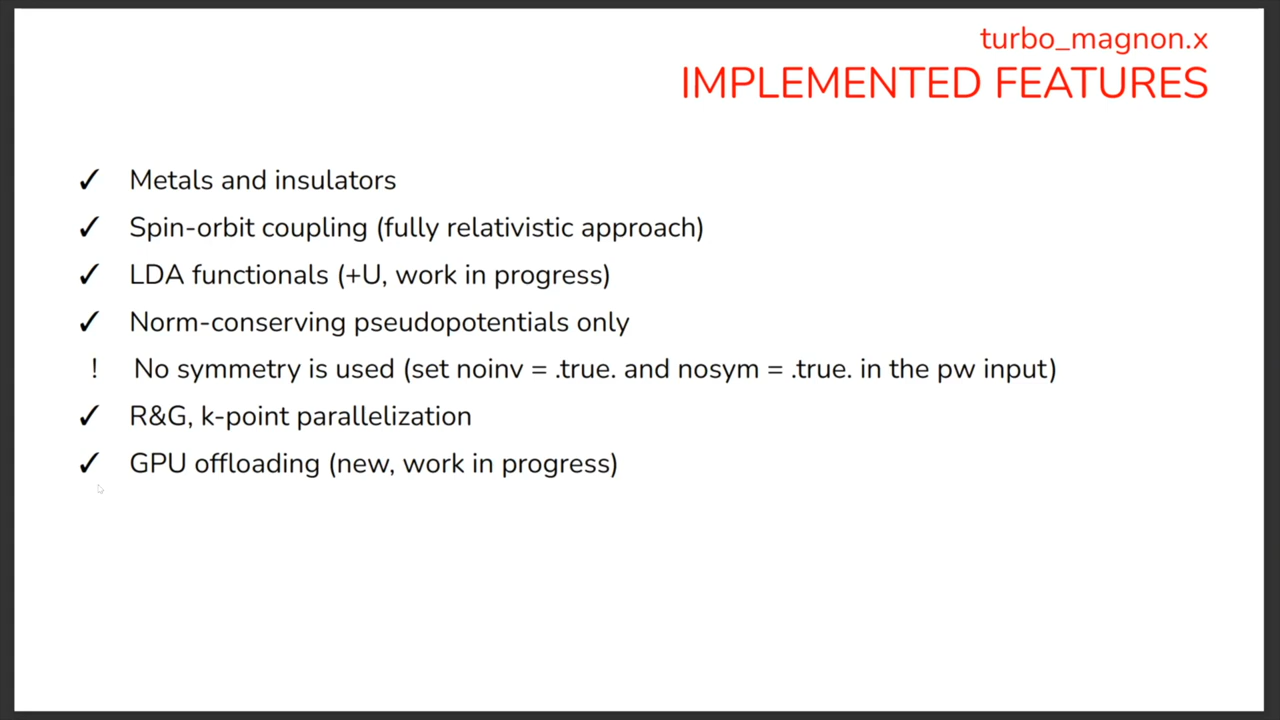 turbo_magnon.x
IMPLEMENTED FEATURES
✓ Metals and insulators
✓ Spin-orbit coupling (fully relativistic approach)
✓ LDA functionals (+U, work in progress)
✓ Norm-conserving pseudopotentials only
! No symmetry is used (set noinv = .true. and nosym = .true. in the pw input)
✓ R&G, k-point parallelization
✓ GPU offloading (new, work in progress)